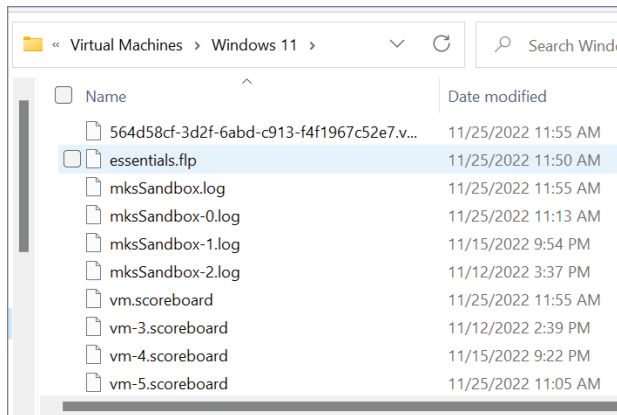 « Virtual Machines > Windows 11 > Search Wind
Name Date modified
564d58cf-3d2f-6abd-c913-f4f1967c52e7.v... 11/25/2022 11:55 AM
essentials.flp 11/25/2022 11:50 AM
mksSandbox.log 11/25/2022 11:55 AM
mksSandbox-0.log 11/25/2022 11:13 AM
mksSandbox-1.log 11/15/2022 9:54 PM
mksSandbox-2.log 11/12/2022 3:37 PM
vm.scoreboard 11/25/2022 11:55 AM
vm-3.scoreboard 11/12/2022 2:39 PM
vm-4.scoreboard 11/15/2022 9:22 PM
vm-5.scoreboard 11/25/2022 11:05 AM